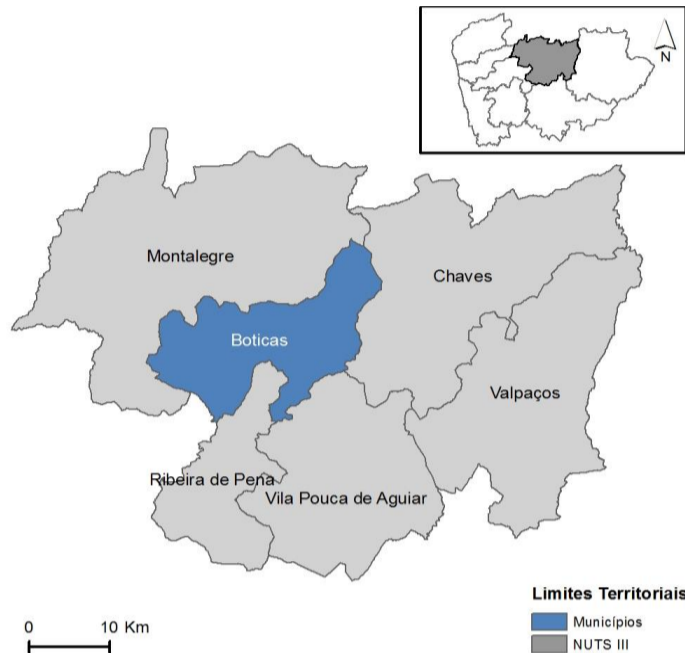 N
Montalegre
Chaves
Boticas
Valpaços
Ribeira de Pena
Vila Pouca de Aguiar
Limites Territoriais
0 10 Km
Municípios
NUTS III